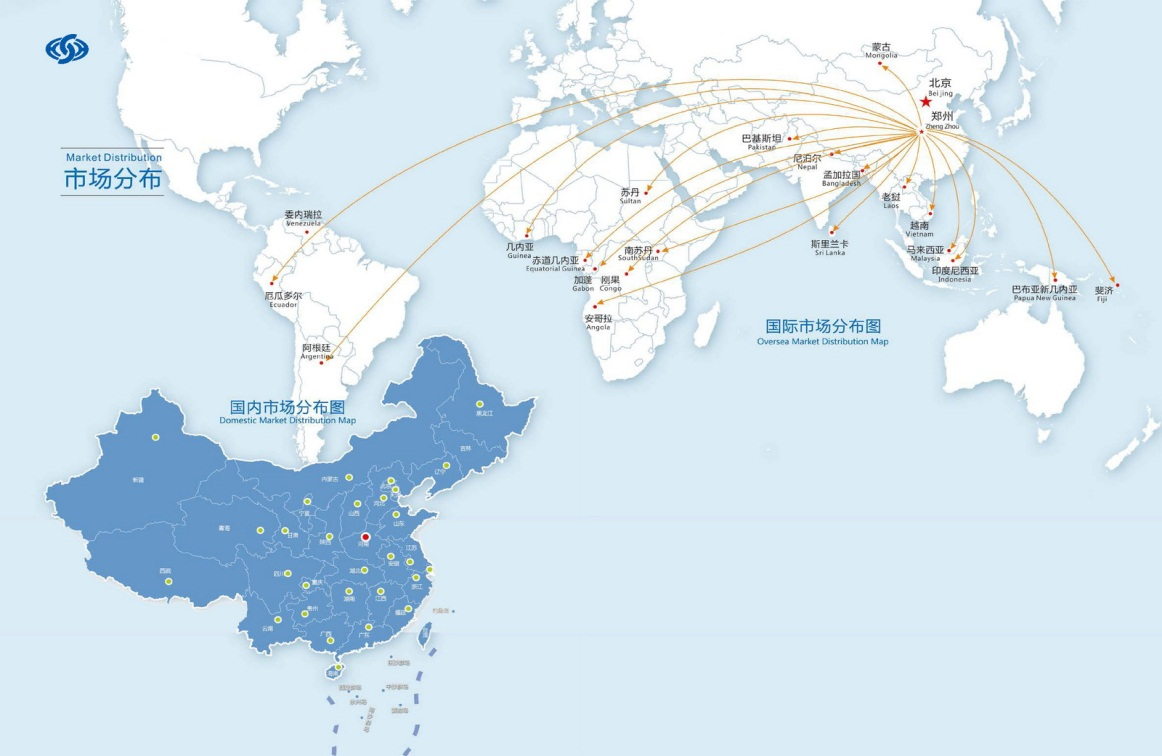 Market Distribution
市场分布
蒙古
Mongolia
北京
Beijing
郑州
Zheng Zhou
巴基斯坦
Pakistan
尼泊尔
Nepal
孟加拉国
Bangladesh
老挝
Laos
越南
Vietnam
斯里兰卡
Sri Lanka
马来西亚
Malaysia
印度尼西亚
Indonesia
巴布亚新几内亚
Papua New Guinea
斐济
Fiji
苏丹
Sultan
几内亚
Guinea
赤道几内亚
Equatorial Guinea
南苏丹
SouthSudan
加蓬
Gabon
刚果
Congo
安哥拉
Angola
委内瑞拉
Venezuela
厄瓜多尔
Ecuador
阿根廷
Argentina
国际市场分布图
Oversea Market Distribution Map
国内市场分布图
Domestic Market Distribution Map
黑龙江
吉林
辽宁
内蒙古
新疆
宁夏
山西
河北
山东
青海
甘肃
陕西
河南
江苏
安徽
西藏
四川
重庆
湖北
浙江
湖南
江西
贵州
云南
福建
广西
广东
海南